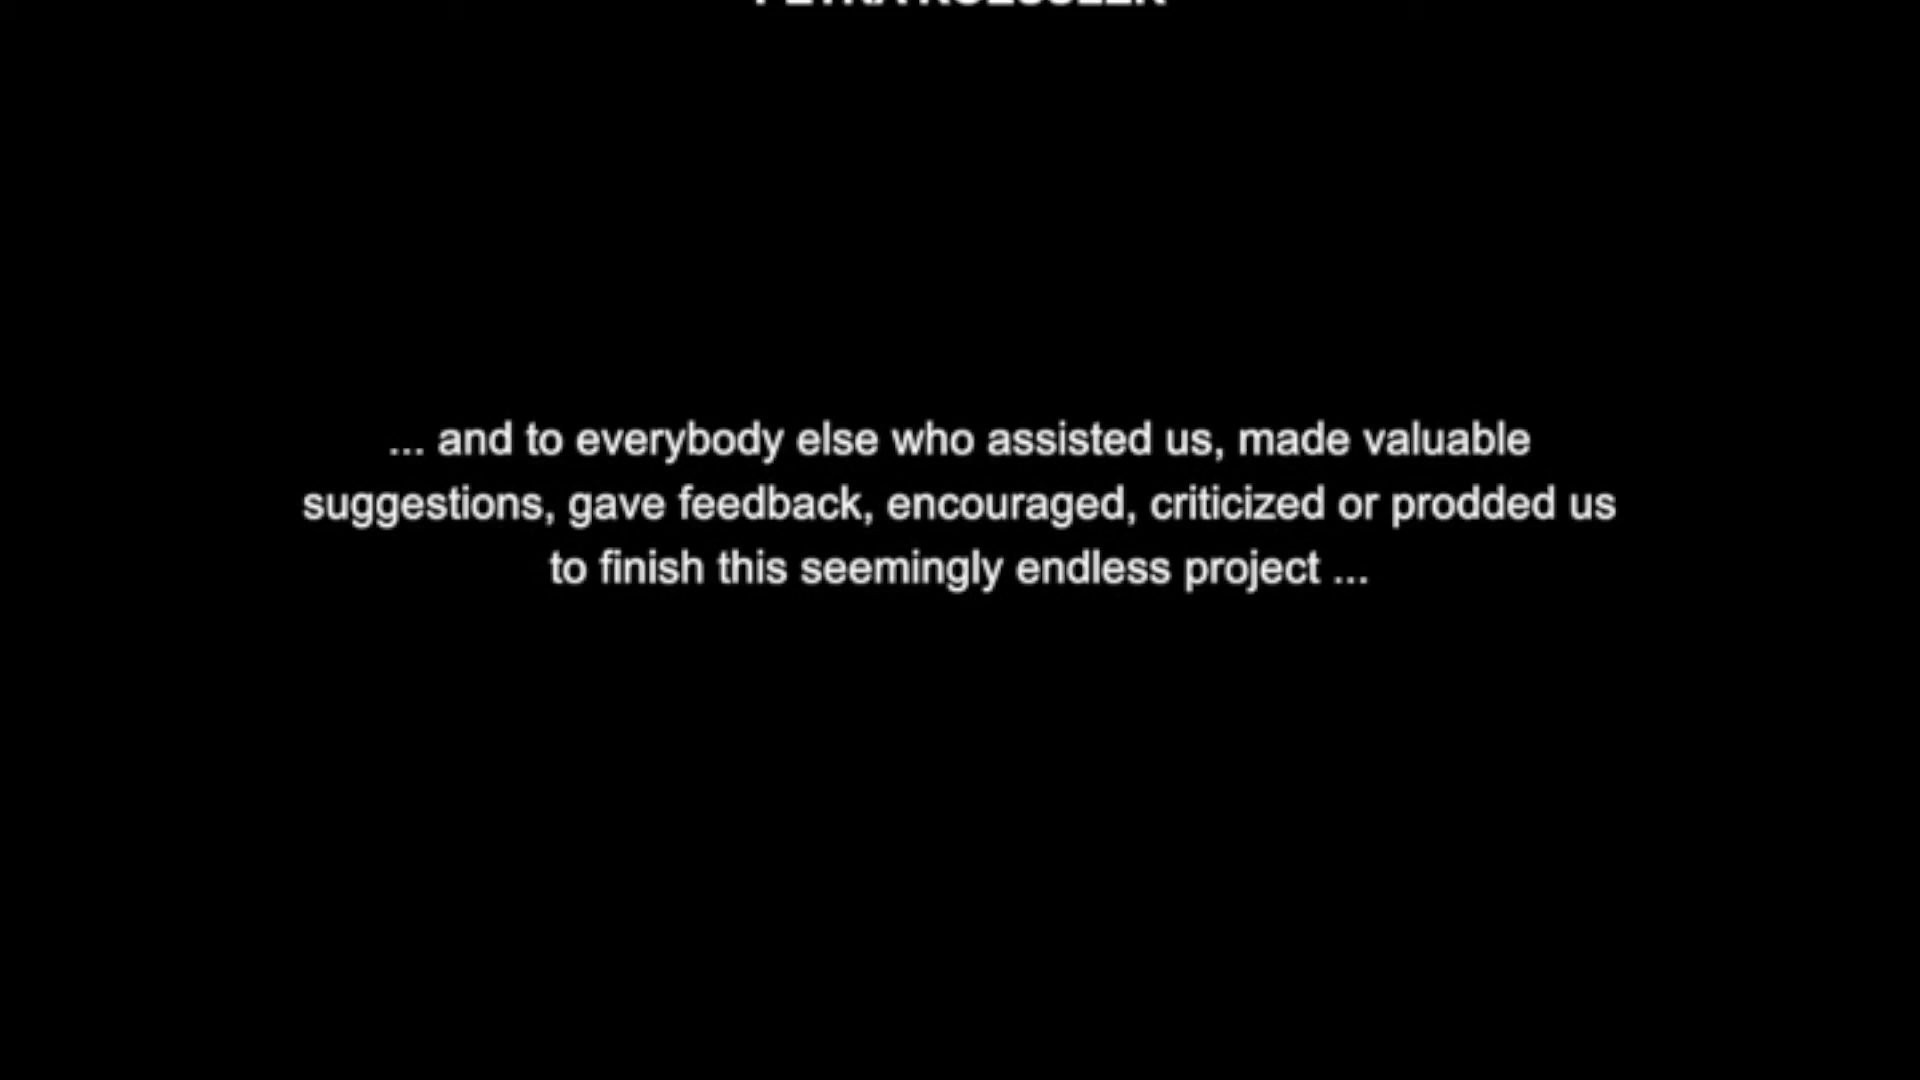 ... and to everybody else who assisted us, made valuable
suggestions, gave feedback, encouraged, criticized or prodded us
to finish this seemingly endless project ...